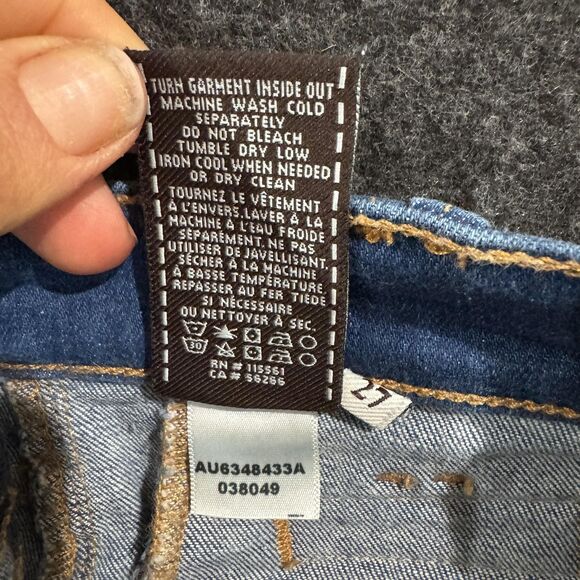 TURN GARMENT INSIDE OUT
MACHINE WASH COLD
SEPARATELY
DO NOT BLEACH
TUMBLE DRY LOW
IRON COOL WHEN NEEDED
OR DRY CLEAN
TOURNEZ LE VÊTEMENT
À L'ENVERS.LAVER À LA
MACHINE À L'EAU FROIDE
SÉPAREMENT. NE PAS
UTILISER DE JAVELLISANT.
SÉCHER À LA MACHINE
À BASSE TEMPÉRATURE
REPASSER AU FER TIEDE
SI NÉCESSAIRE
OU NETTOYER À SEC.
30
RN # 115561
CA # 56266
27
AU6348433A
038049